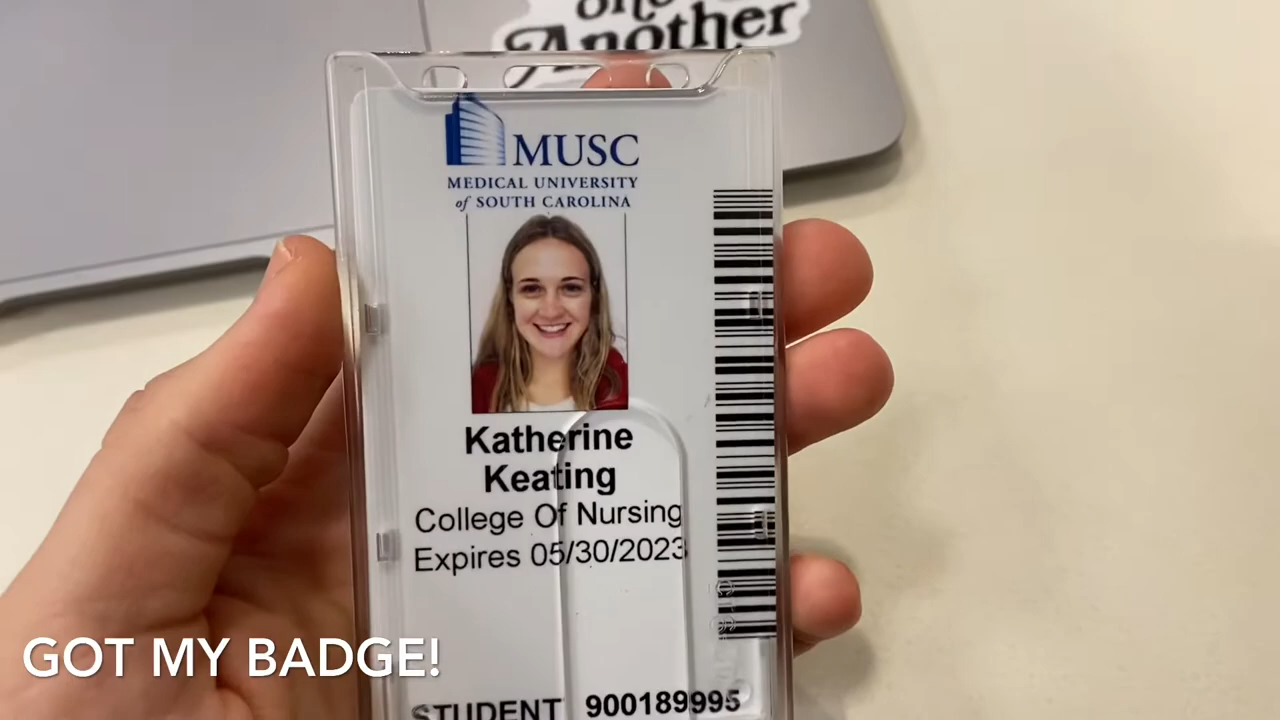 one
Another
MUSC
MEDICAL UNIVERSITY
of SOUTH CAROLINA
Katherine
Keating
College Of Nursing
Expires 05/30/2023
STUDENT 900189995
GOT MY BADGE!